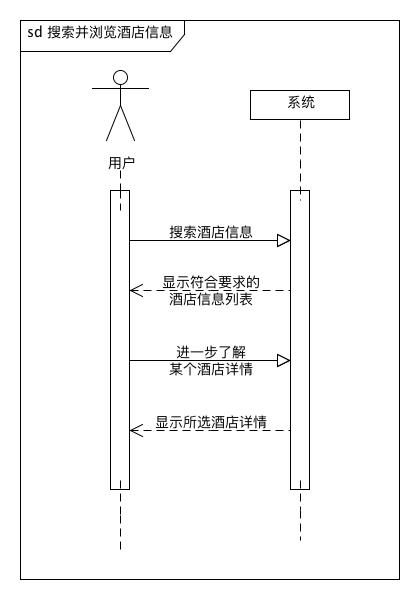 sd 搜索并浏览酒店信息
用户
系统
搜索酒店信息
显示符合要求的
酒店信息列表
进一步了解
某个酒店详情
显示所选酒店详情